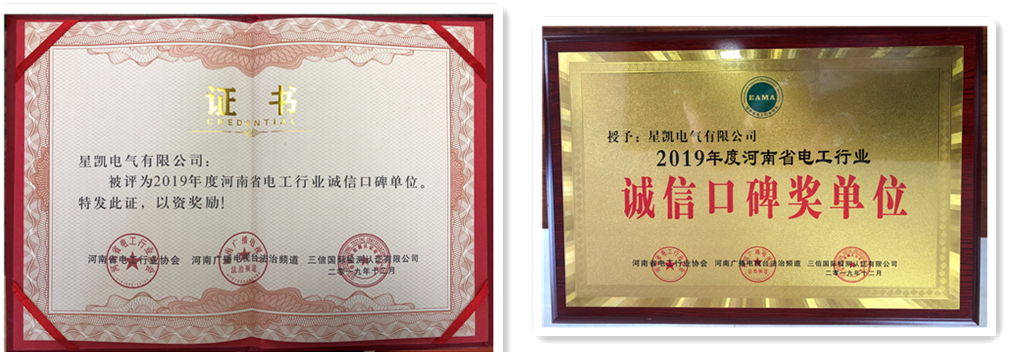 证 书
CREDENTIAL
星凯电气有限公司：
被评为2019年度河南省电工行业诚信口碑单位。
特发此证，以资奖励！
河南省电工行业协会 河南广播电视台法治频道 三信国际检测认证有限公司
二零一九年十二月
EAMA
授予：星凯电气有限公司
2019年度河南省电工行业
诚信口碑奖单位
河南省电工行业协会 河南广播电视台法治频道 三信国际检测认证有限公司
二零一九年十二月